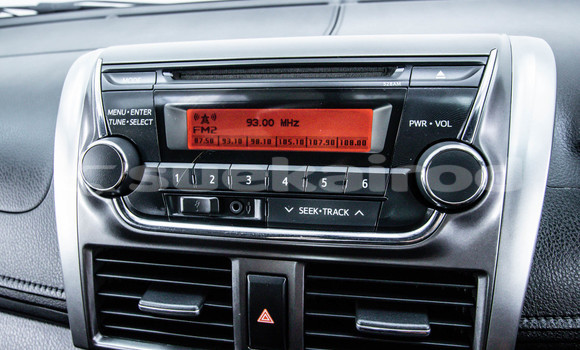 MODE
MENU•ENTER
TUNE•SELECT
93.00 MHz
FM2
87.50 93.10 98.10 105.10 107.90 108.00
PWR•VOL
1 2 3 4 5 6
∨ SEEK•TRACK ∧